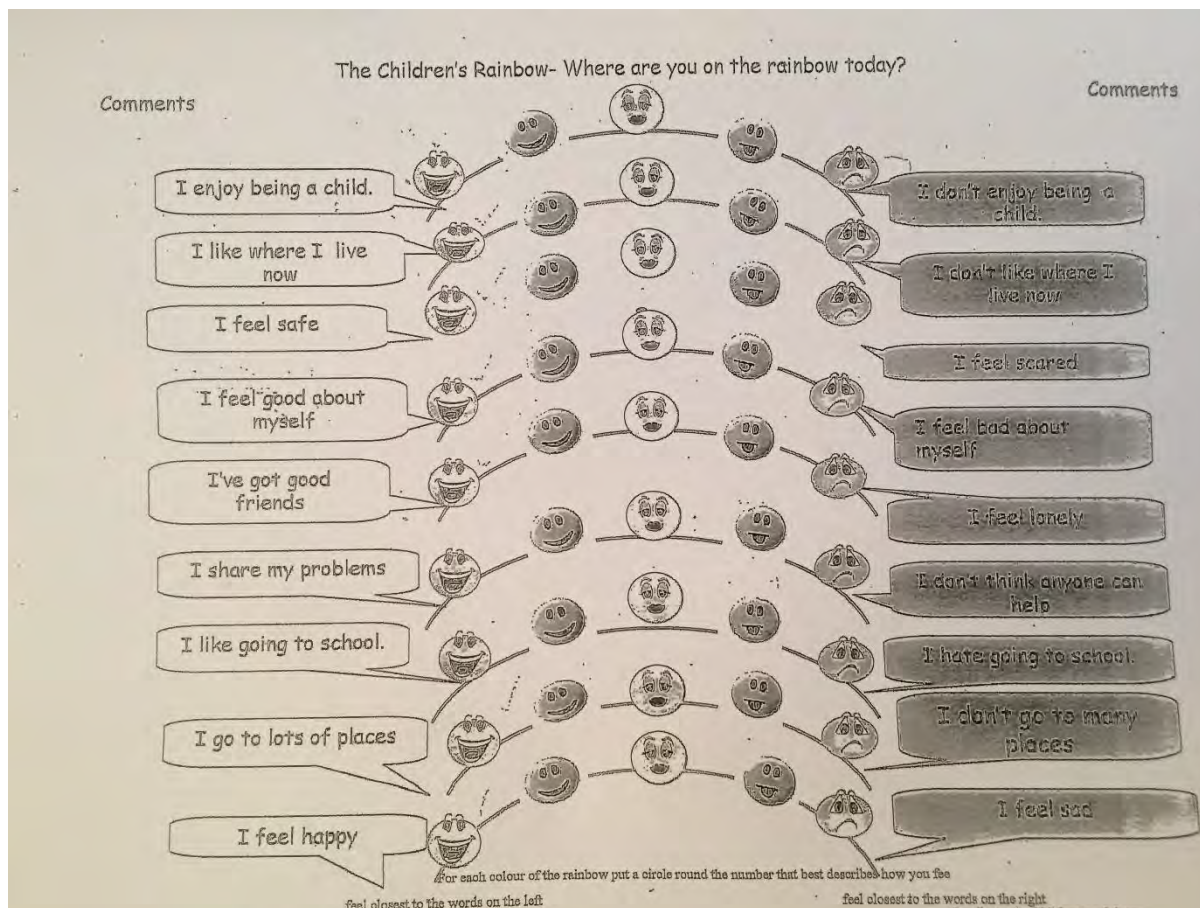 The Children's Rainbow- Where are you on the rainbow today?
Comments
Comments
I enjoy being a child.
I don't enjoy being a
child.
I like where I live
now
I don't like where I
live now
I feel safe
I feel scared
I feel good about
myself
I feel bad about
myself
I've got good
friends
I feel lonely
I share my problems
I don't think anyone can
help
I like going to school.
I hate going to school.
I go to lots of places
I don't go to many
places
I feel happy
I feel sad
For each colour of the rainbow put a circle round the number that best describes how you fee
feel closest to the words on the left
feel closest to the words on the right